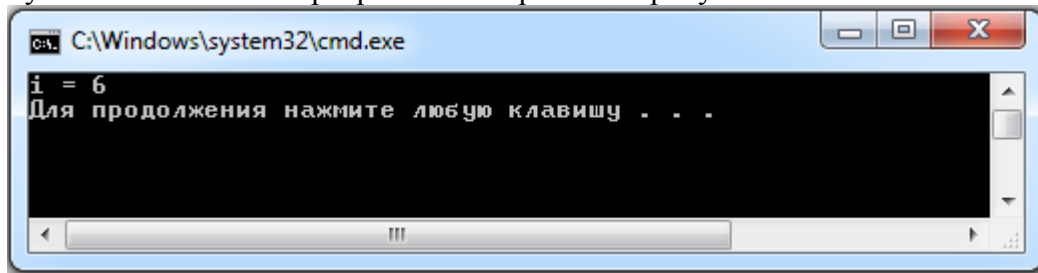 C:\Windows\system32\cmd.exe
i = 6
Для продолжения нажмите любую клавишу . . .